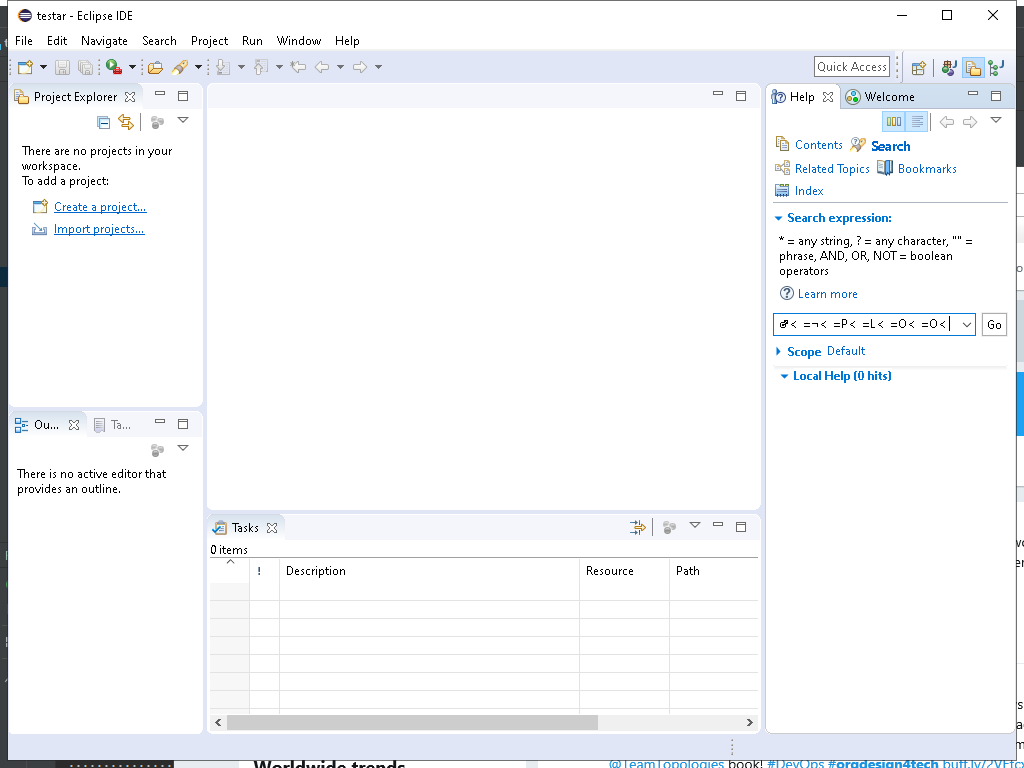 testar - Eclipse IDE
File Edit Navigate Search Project Run Window Help
Quick Access
Project Explorer
There are no projects in your
workspace.
To add a project:
Create a project...
Import projects...
Ou... Ta...
There is no active editor that
provides an outline.
Tasks
0 items
! Description Resource Path
Help Welcome
Contents Search
Related Topics Bookmarks
Index
Search expression:
* = any string, ? = any character, "" =
phrase, AND, OR, NOT = boolean
operators
Learn more
< =¬< =P< =L< =O< =O< Go
Scope Default
Local Help (0 hits)
Worldwide trends
@TeamTopologies book! #DevOps #orgdesign4tech